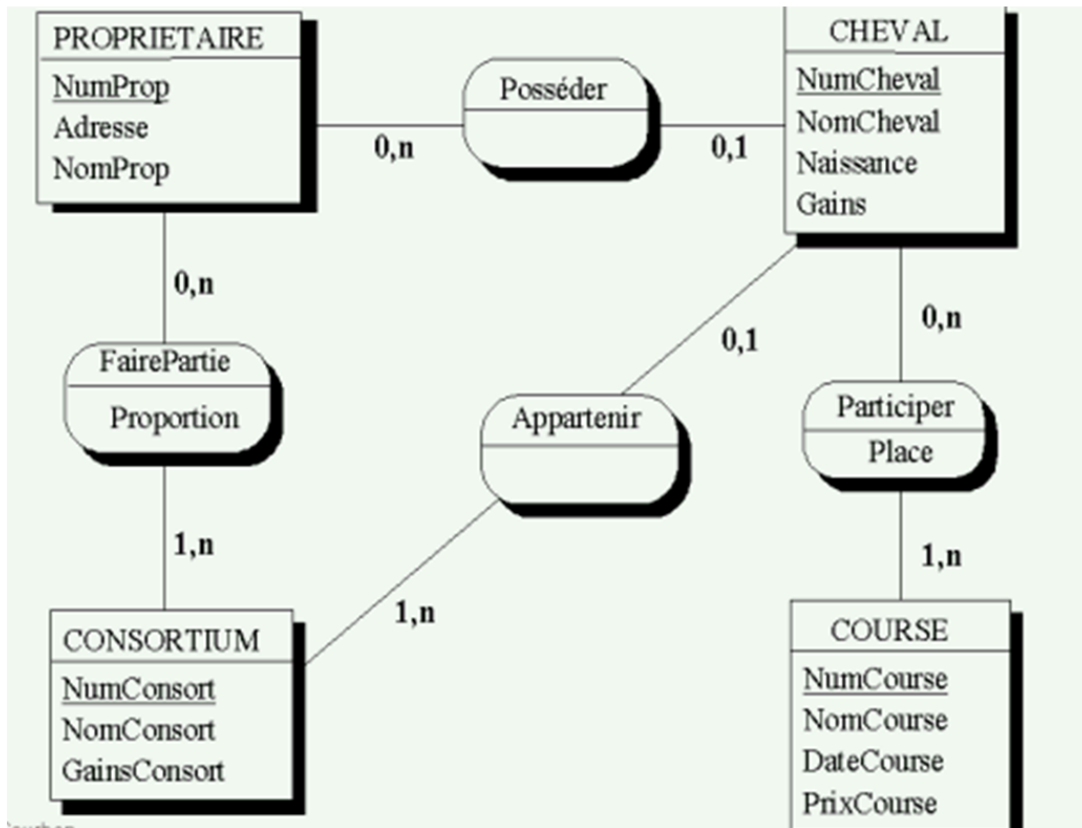 PROPRIETAIRE
NumProp
Adresse
NomProp
0,n
Posséder
0,1
CHEVAL
NumCheval
NomCheval
Naissance
Gains
0,n
FairePartie
Proportion
1,n
0,1
Appartenir
1,n
0,n
Participer
Place
1,n
CONSORTIUM
NumConsort
NomConsort
GainsConsort
COURSE
NumCourse
NomCourse
DateCourse
PrixCourse